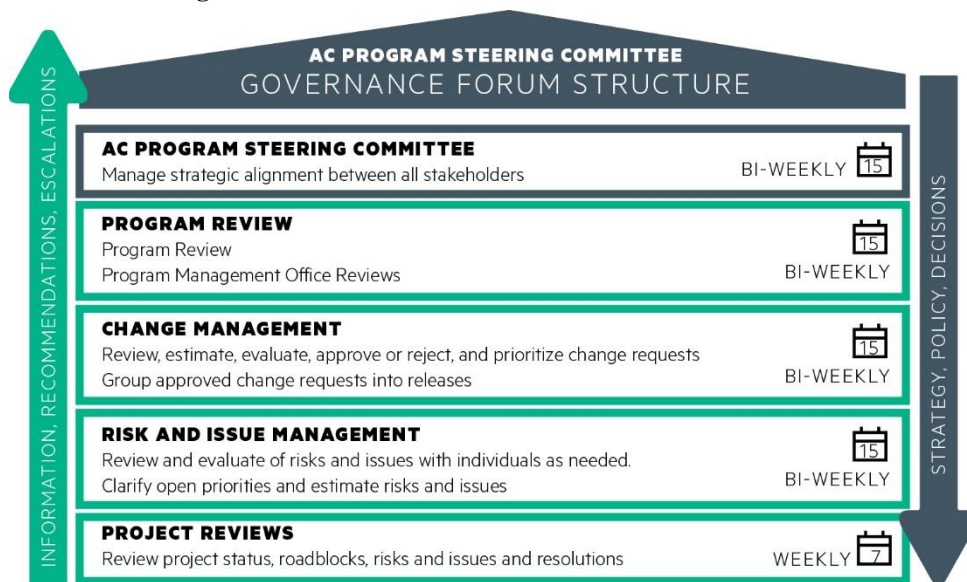 AC PROGRAM STEERING COMMITTEE
GOVERNANCE FORUM STRUCTURE
INFORMATION, RECOMMENDATIONS, ESCALATIONS
AC PROGRAM STEERING COMMITTEE
Manage strategic alignment between all stakeholders
BI-WEEKLY 15
PROGRAM REVIEW
Program Review
Program Management Office Reviews
15
BI-WEEKLY
CHANGE MANAGEMENT
Review, estimate, evaluate, approve or reject, and prioritize change requests
Group approved change requests into releases
15
BI-WEEKLY
RISK AND ISSUE MANAGEMENT
Review and evaluate of risks and issues with individuals as needed.
Clarify open priorities and estimate risks and issues
15
BI-WEEKLY
PROJECT REVIEWS
Review project status, roadblocks, risks and issues and resolutions
WEEKLY 7
STRATEGY, POLICY, DECISIONS